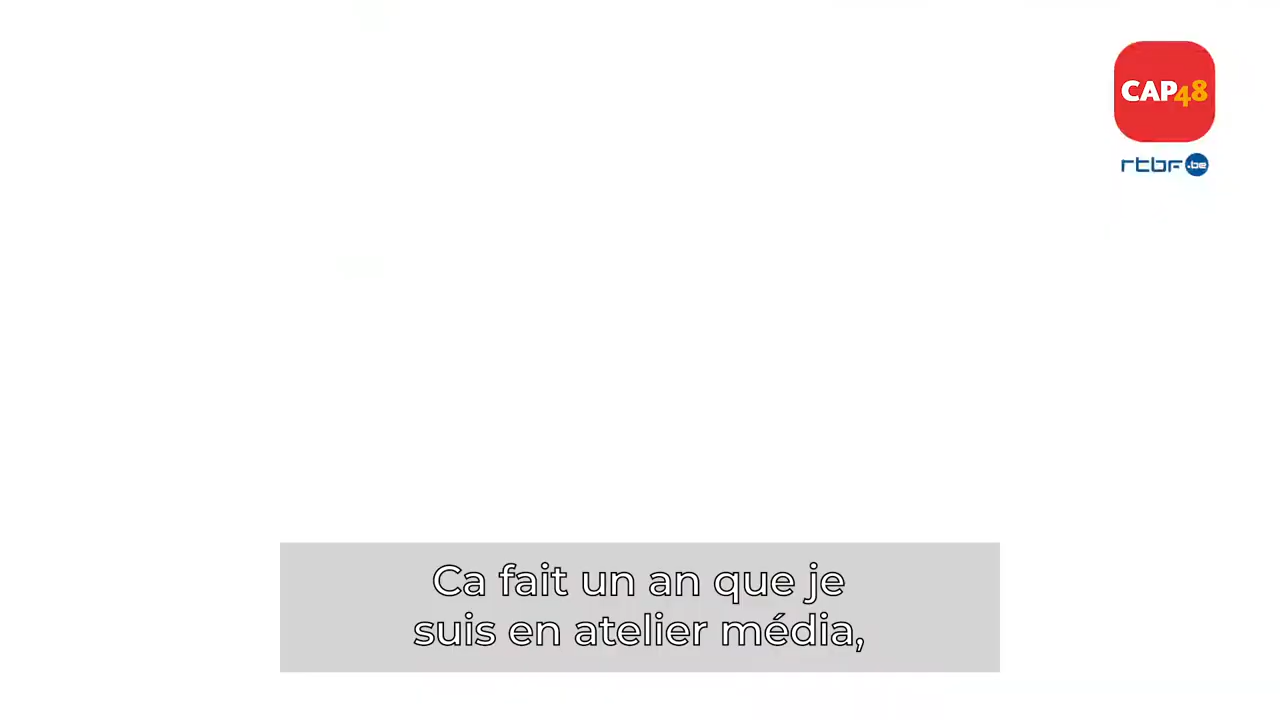 CAP48
rtbf.be
Ca fait un an que je
suis en atelier média,